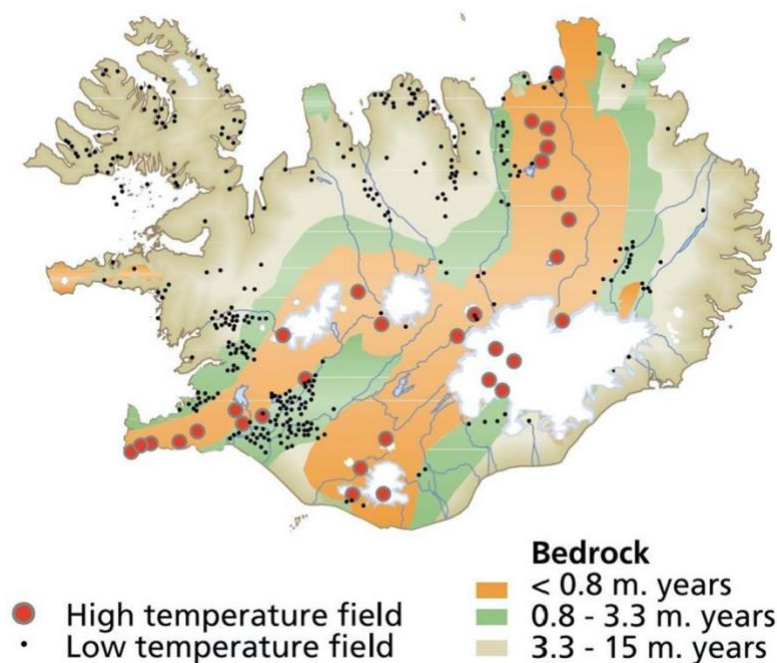 High temperature field
Low temperature field
Bedrock
< 0.8 m. years
0.8 - 3.3 m. years
3.3 - 15 m. years